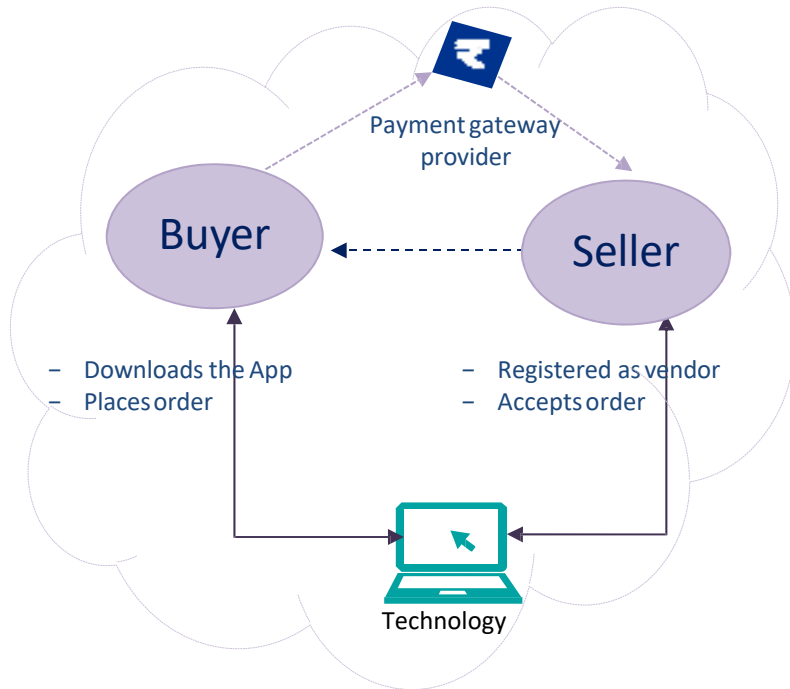 ₹
Payment gateway
provider
Buyer
Seller
– Downloads the App
– Places order
– Registered as vendor
– Accepts order
Technology